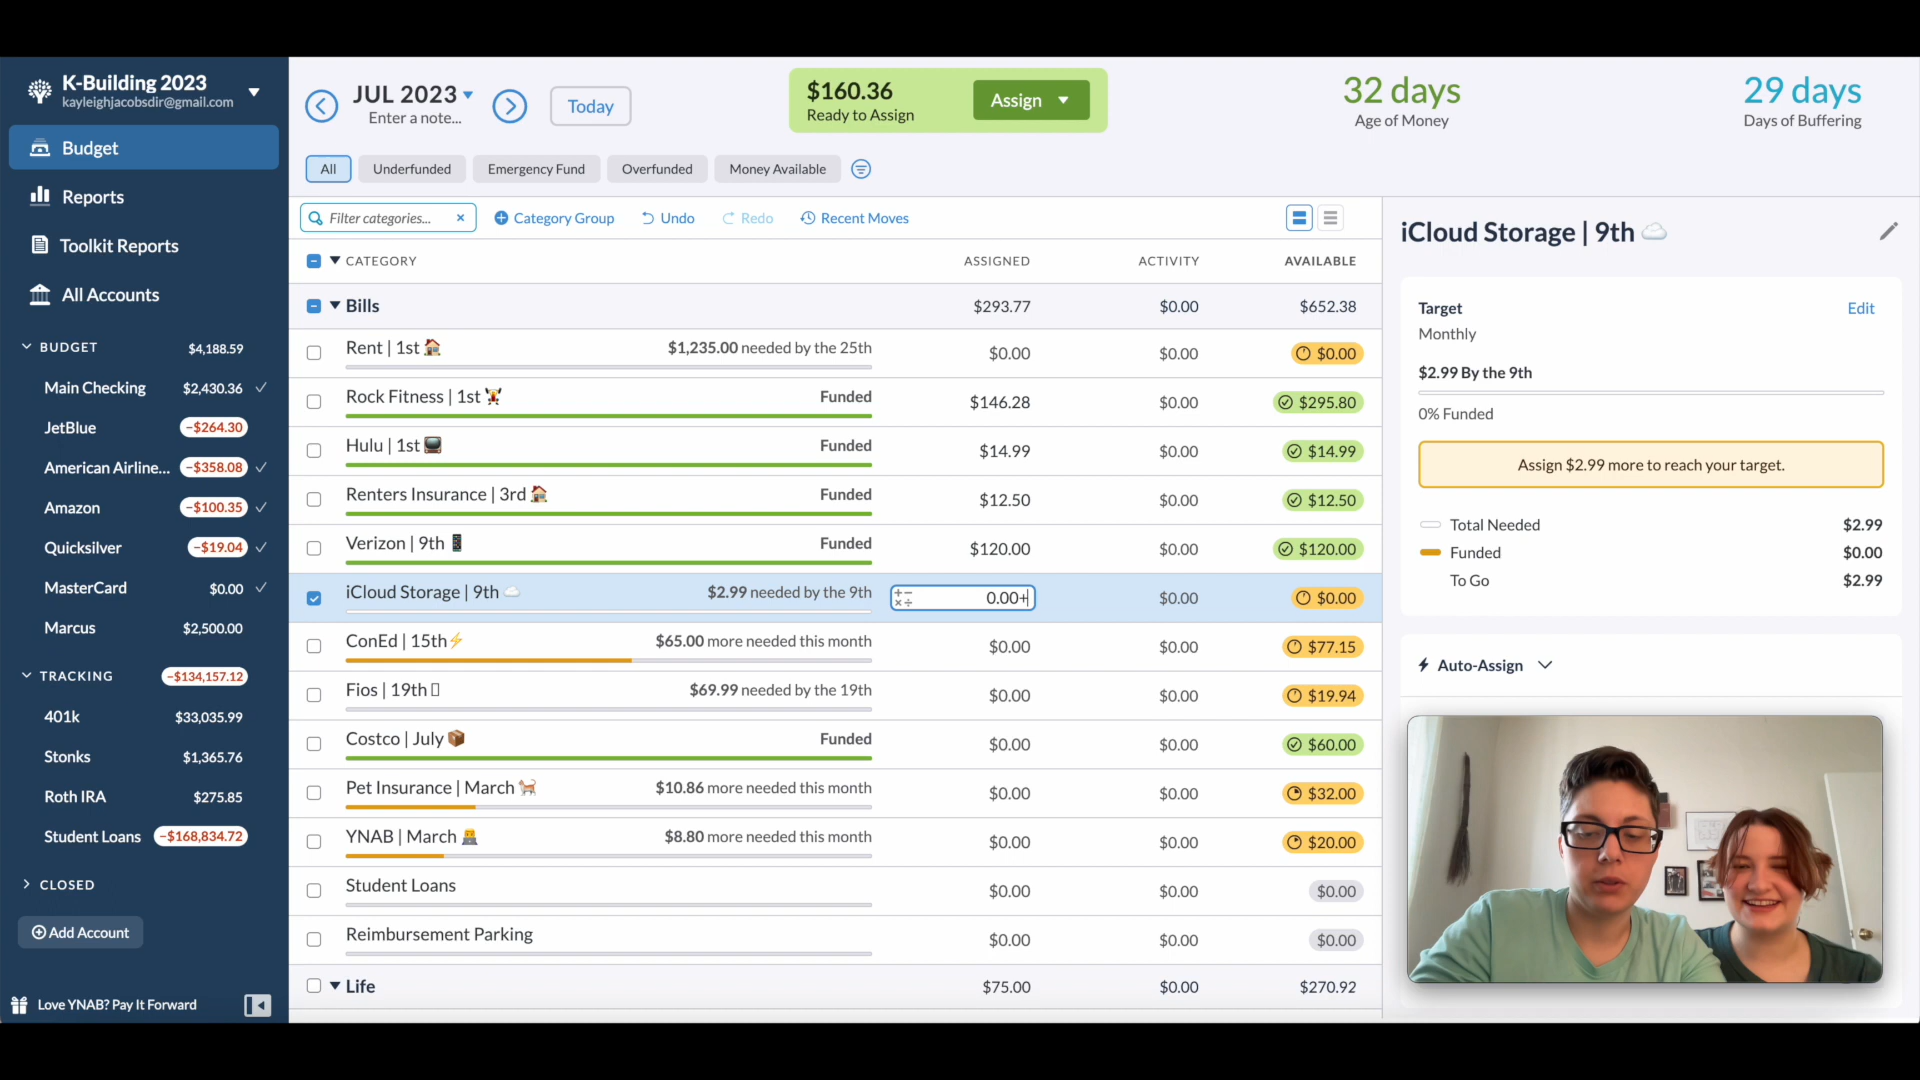 K-Building 2023
kayleighjacobsdir@gmail.com
Budget
Reports
Toolkit Reports
All Accounts
BUDGET $4,188.59
Main Checking $2,430.36
JetBlue −$264.30
American Airline... −$358.08
Amazon −$100.35
Quicksilver −$19.04
MasterCard $0.00
Marcus $2,500.00
TRACKING −$134,157.12
401k $33,035.99
Stonks $1,365.76
Roth IRA $275.85
Student Loans −$168,834.72
CLOSED
Add Account
Love YNAB? Pay It Forward
JUL 2023
Enter a note...
Today
$160.36
Ready to Assign
Assign
32 days
Age of Money
29 days
Days of Buffering
All Underfunded Emergency Fund Overfunded Money Available
Filter categories... Category Group Undo Redo Recent Moves
CATEGORY ASSIGNED ACTIVITY AVAILABLE
Bills $293.77 $0.00 $652.38
Rent | 1st $1,235.00 needed by the 25th $0.00 $0.00 $0.00
Rock Fitness | 1st Funded $146.28 $0.00 $295.80
Hulu | 1st Funded $14.99 $0.00 $14.99
Renters Insurance | 3rd Funded $12.50 $0.00 $12.50
Verizon | 9th Funded $120.00 $0.00 $120.00
iCloud Storage | 9th $2.99 needed by the 9th 0.00+ $0.00 $0.00
ConEd | 15th $65.00 more needed this month $0.00 $0.00 $77.15
Fios | 19th $69.99 needed by the 19th $0.00 $0.00 $19.94
Costco | July Funded $0.00 $0.00 $60.00
Pet Insurance | March $10.86 more needed this month $0.00 $0.00 $32.00
YNAB | March $8.80 more needed this month $0.00 $0.00 $20.00
Student Loans $0.00 $0.00 $0.00
Reimbursement Parking $0.00 $0.00 $0.00
Life $75.00 $0.00 $270.92
iCloud Storage | 9th
Target Edit
Monthly
$2.99 By the 9th
0% Funded
Assign $2.99 more to reach your target.
Total Needed $2.99
Funded $0.00
To Go $2.99
Auto-Assign